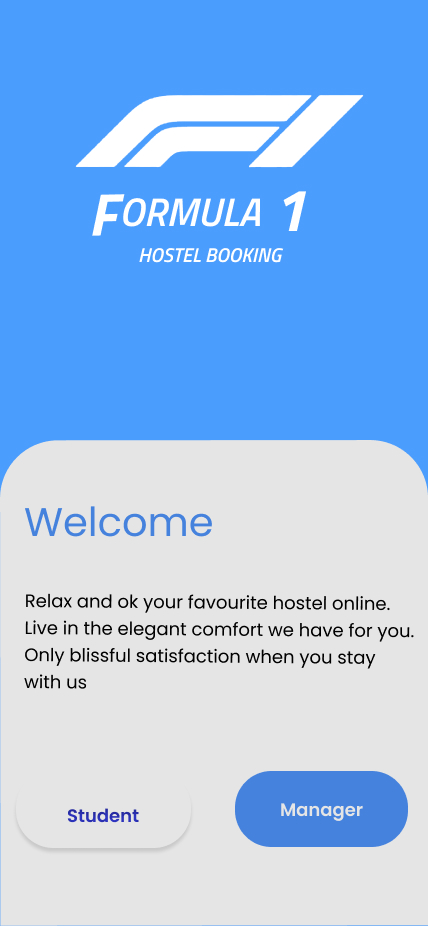 FORMULA 1
HOSTEL BOOKING
Welcome
Relax and ok your favourite hostel online.
Live in the elegant comfort we have for you.
Only blissful satisfaction when you stay
with us
Student
Manager